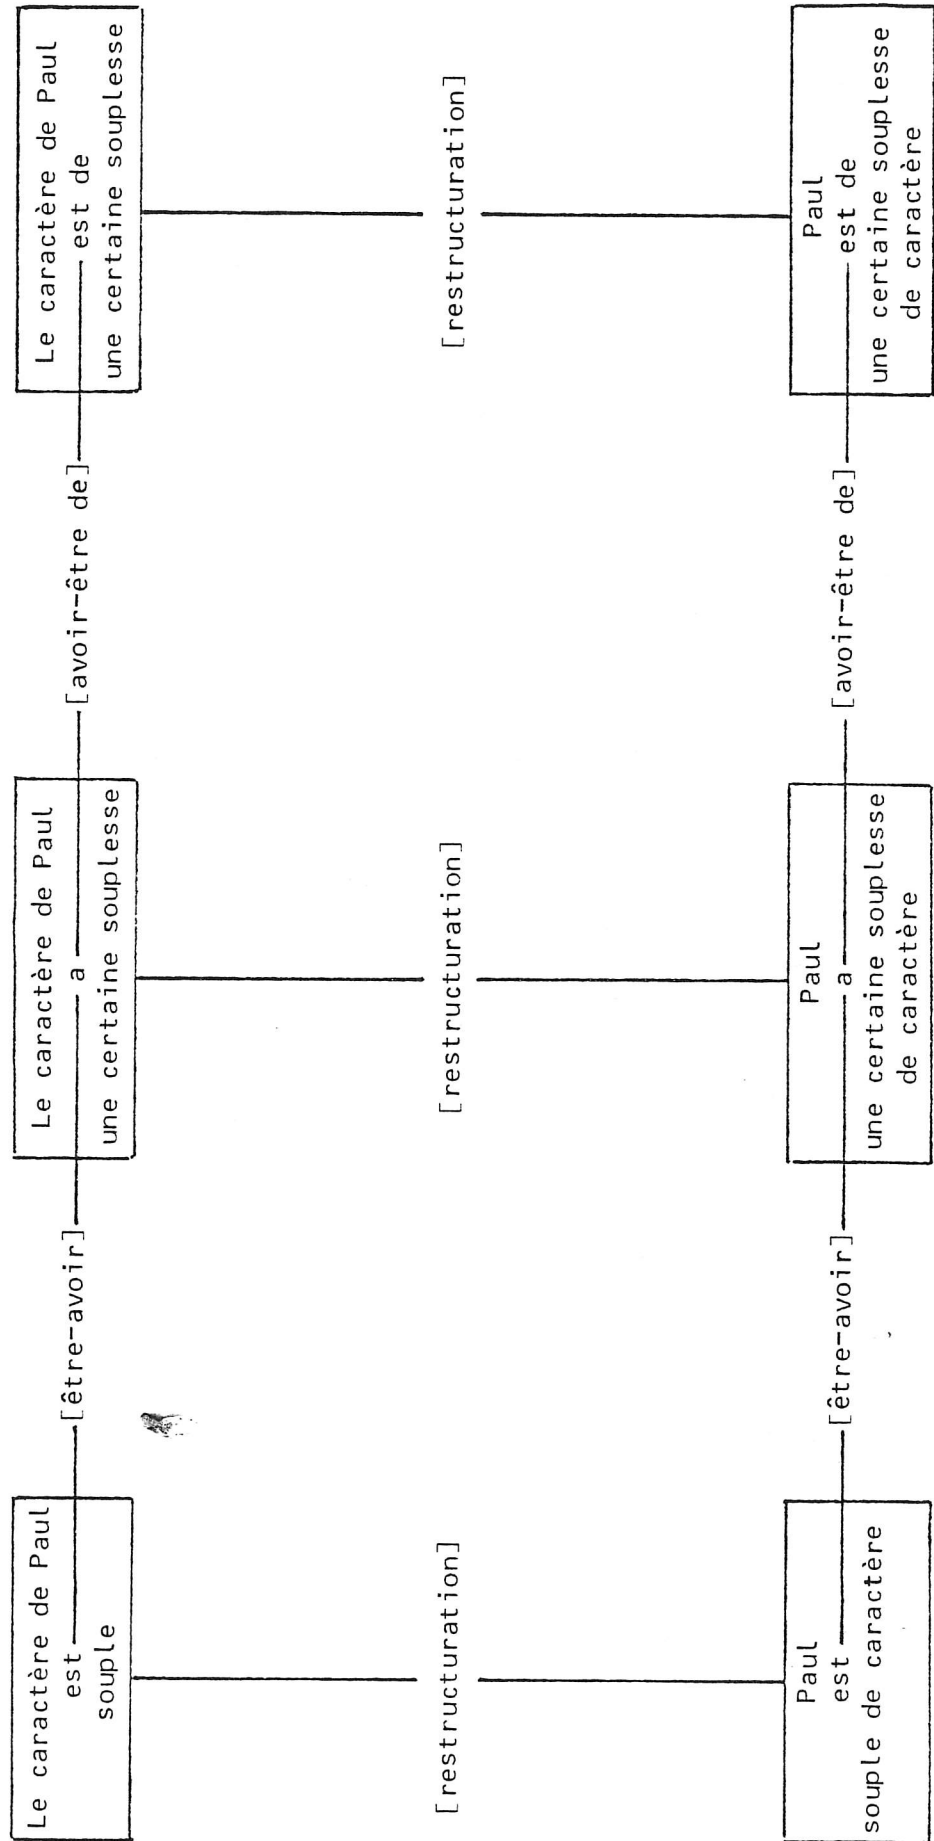 Le caractère de Paul
est
souple
[être-avoir]
Le caractère de Paul
a
une certaine souplesse
[avoir-être de]
Le caractère de Paul
est de
une certaine souplesse
[restructuration]
[restructuration]
[restructuration]
Paul
est
souple de caractère
[être-avoir]
Paul
a
une certaine souplesse
de caractère
[avoir-être de]
Paul
est de
une certaine souplesse
de caractère